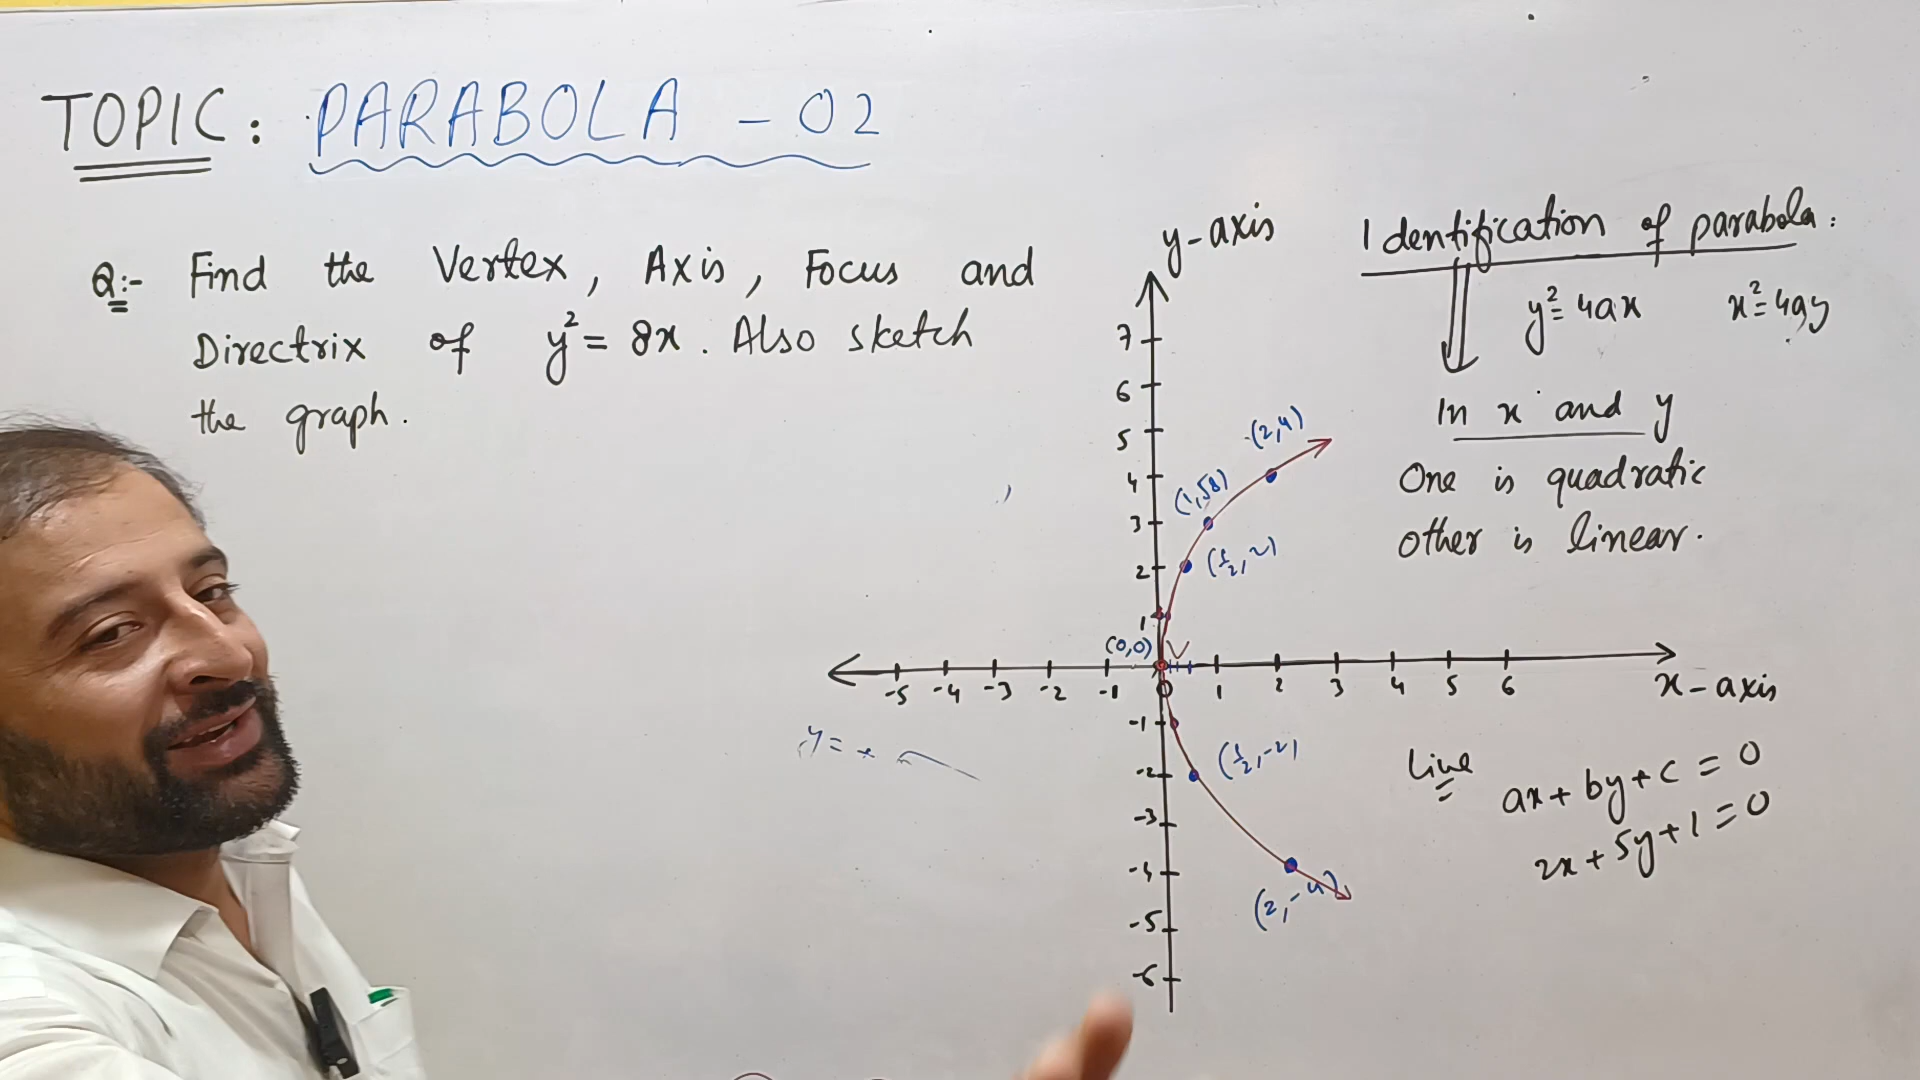 TOPIC: PARABOLA - 02
Q:- Find the Vertex, Axis, Focus and
Directrix of y² = 8x. Also sketch
the graph.
y-axis
7
6
5
4
3
2
1
(2,4)
(1,√8)
(1/2, 2)
(0,0)
V
-5 -4 -3 -2 -1 0 1 2 3 4 5 6
x-axis
-1
-2
-3
-4
-5
-6
(1/2, -2)
(2,-4)
y =
Identification of parabola:
y² = 4ax x² = 4ay
In x and y
One is quadratic
other is linear.
Line
ax + by + c = 0
2x + 5y + 1 = 0